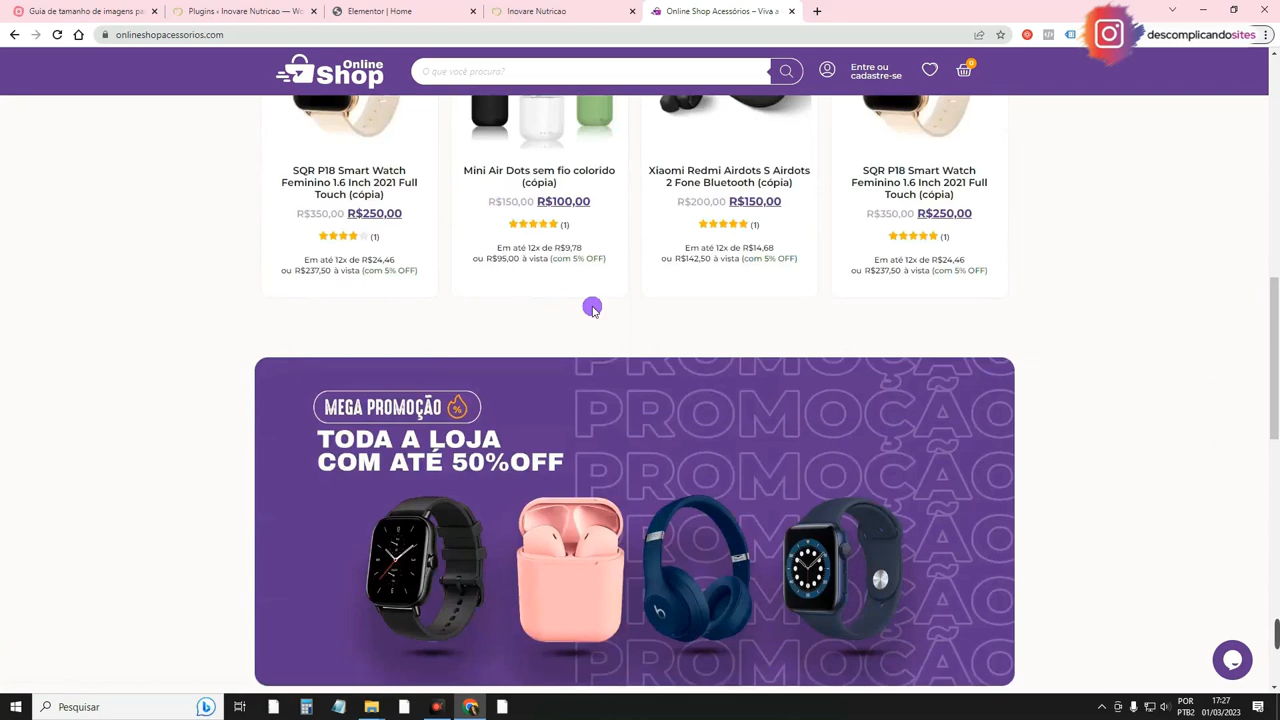 Guia de tamanho de imagens pa
Plugins ‹ Inovare Nutricao — Wo
Elementor | Home
Inovare Nutricao
Online Shop Acessórios – Viva a
onlineshopacessorios.com
descomplicandosites
Online
shop
O que você procura?
Entre ou
cadastre-se
0
SQR P18 Smart Watch
Feminino 1.6 Inch 2021 Full
Touch (cópia)
R$350,00 R$250,00
(1)
Em até 12x de R$24,46
ou R$237,50 à vista (com 5% OFF)
Mini Air Dots sem fio colorido
(cópia)
R$150,00 R$100,00
(1)
Em até 12x de R$9,78
ou R$95,00 à vista (com 5% OFF)
Xiaomi Redmi Airdots S Airdots
2 Fone Bluetooth (cópia)
R$200,00 R$150,00
(1)
Em até 12x de R$14,68
ou R$142,50 à vista (com 5% OFF)
SQR P18 Smart Watch
Feminino 1.6 Inch 2021 Full
Touch (cópia)
R$350,00 R$250,00
(1)
Em até 12x de R$24,46
ou R$237,50 à vista (com 5% OFF)
MEGA PROMOÇÃO %
TODA A LOJA
COM ATÉ 50%OFF
PROMOÇÃO
PROMOÇÃO
PROMOÇÃO
PROMOÇÃO
PROMOÇÃO
PROMOÇÃO
Pesquisar
POR
PTB2
17:27
01/03/2023